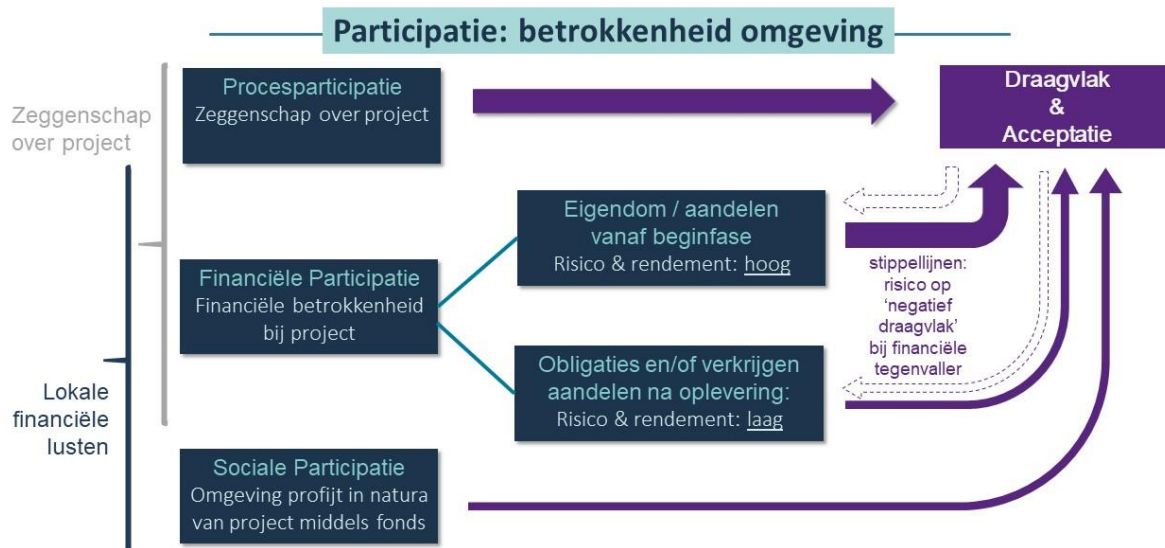 Participatie: betrokkenheid omgeving
Zeggenschap
over project
Procesparticipatie
Zeggenschap over project
Draagvlak
&
Acceptatie
Eigendom / aandelen
vanaf beginfase
Risico & rendement: hoog
Financiële Participatie
Financiële betrokkenheid
bij project
stippellijnen:
risico op
‘negatief
draagvlak’
bij financiële
tegenvaller
Obligaties en/of verkrijgen
aandelen na oplevering:
Risico & rendement: laag
Lokale
financiële
lusten
Sociale Participatie
Omgeving profijt in natura
van project middels fonds